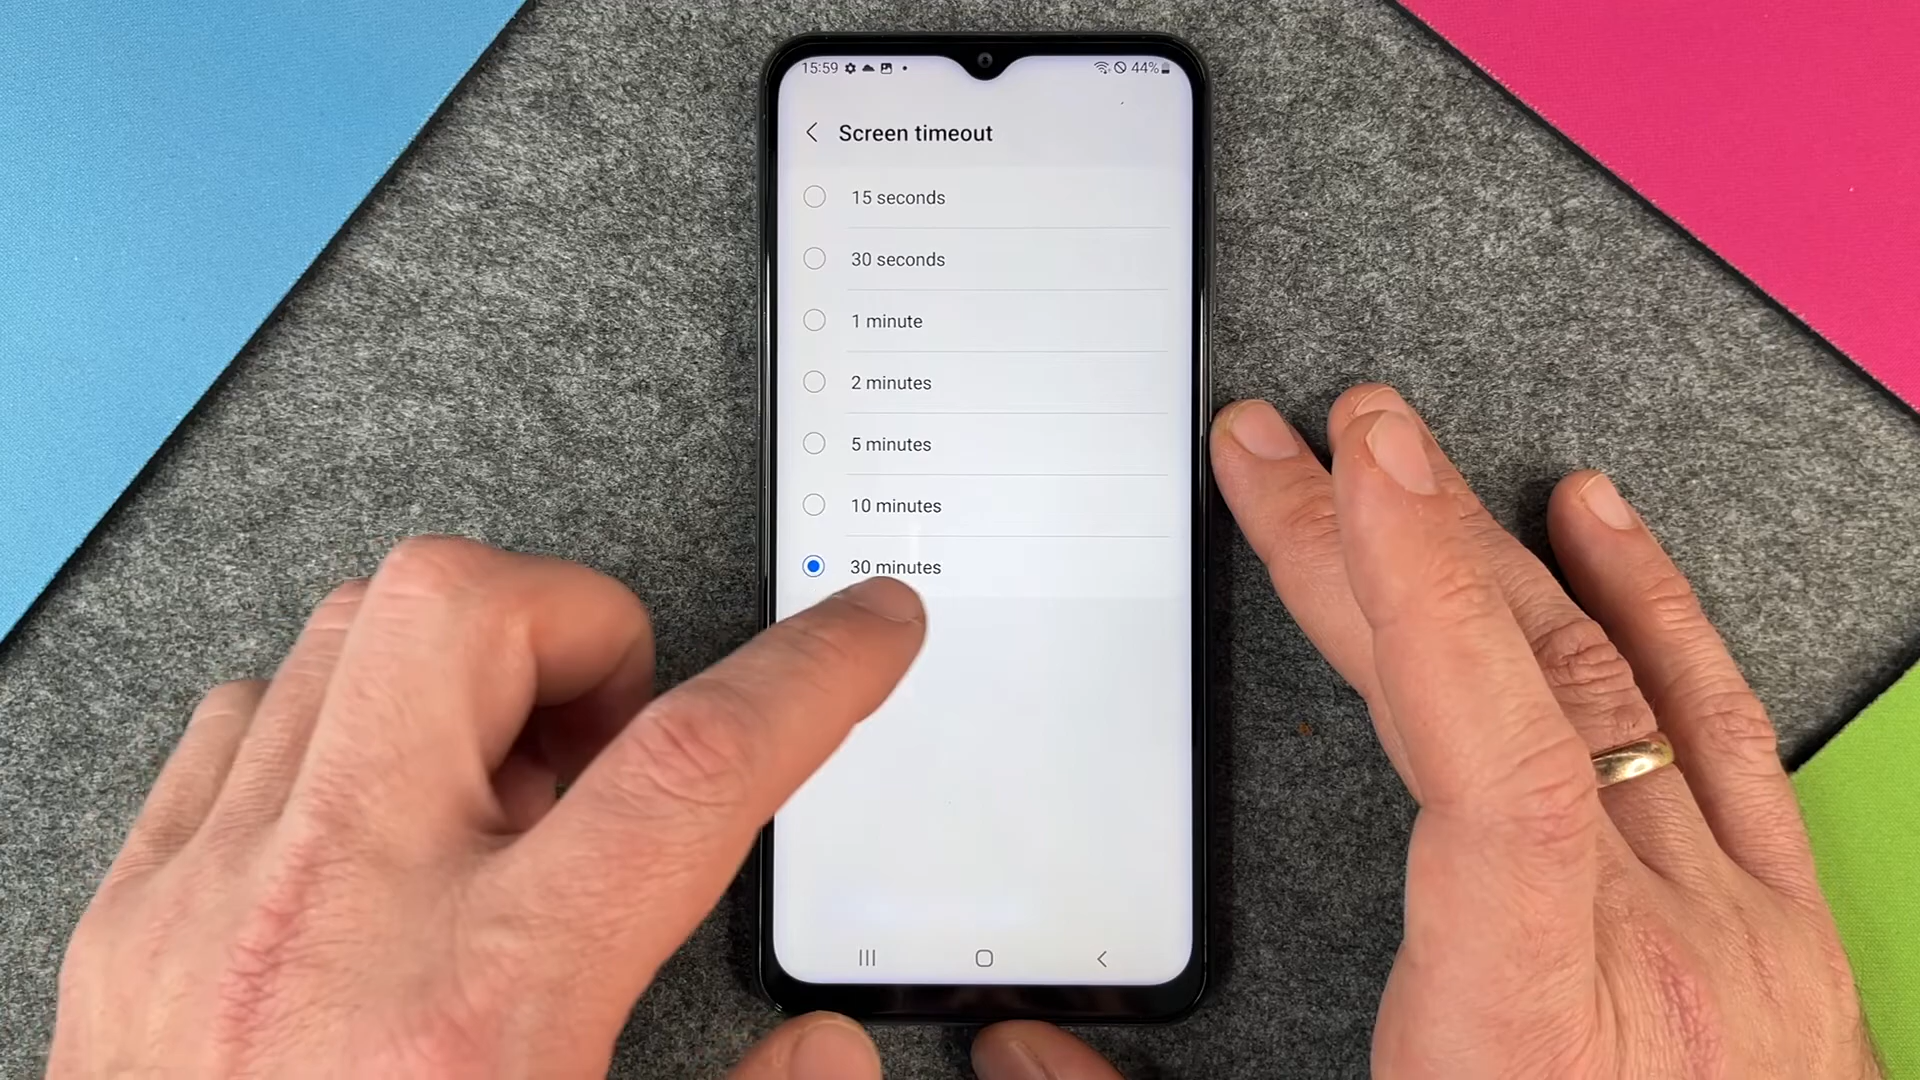 15:59 44%
Screen timeout
15 seconds
30 seconds
1 minute
2 minutes
5 minutes
10 minutes
30 minutes